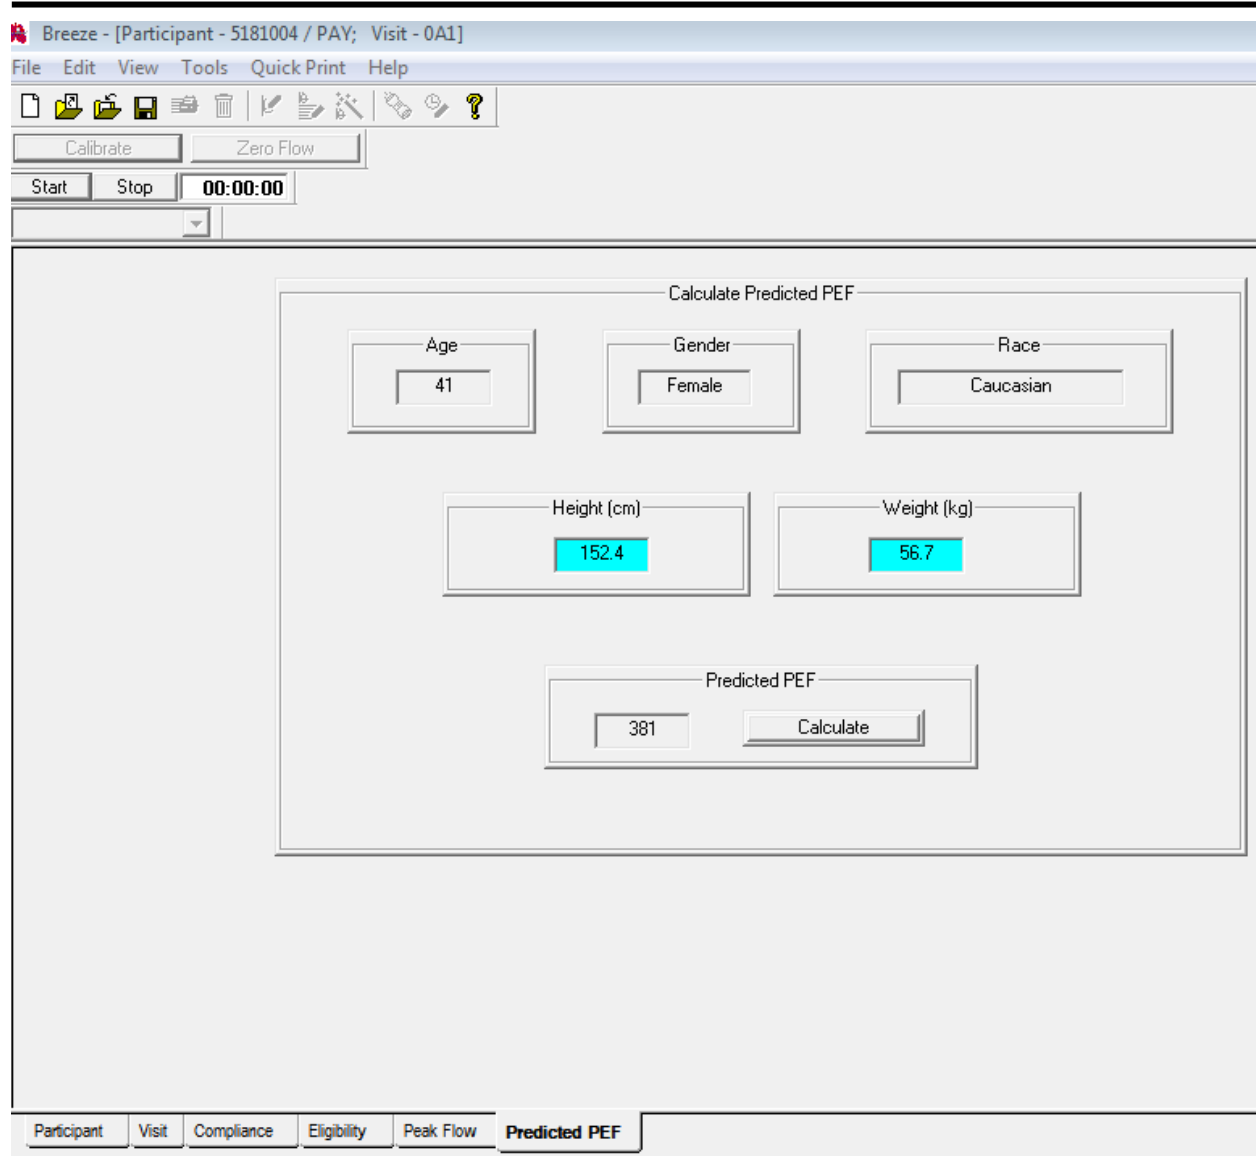 Breeze - [Participant - 5181004 / PAY; Visit - 0A1]
File Edit View Tools Quick Print Help
Calibrate Zero Flow
Start Stop 00:00:00
Calculate Predicted PEF
Age Gender Race
41 Female Caucasian
Height (cm) Weight (kg)
152.4 56.7
Predicted PEF
381 Calculate
Participant Visit Compliance Eligibility Peak Flow Predicted PEF